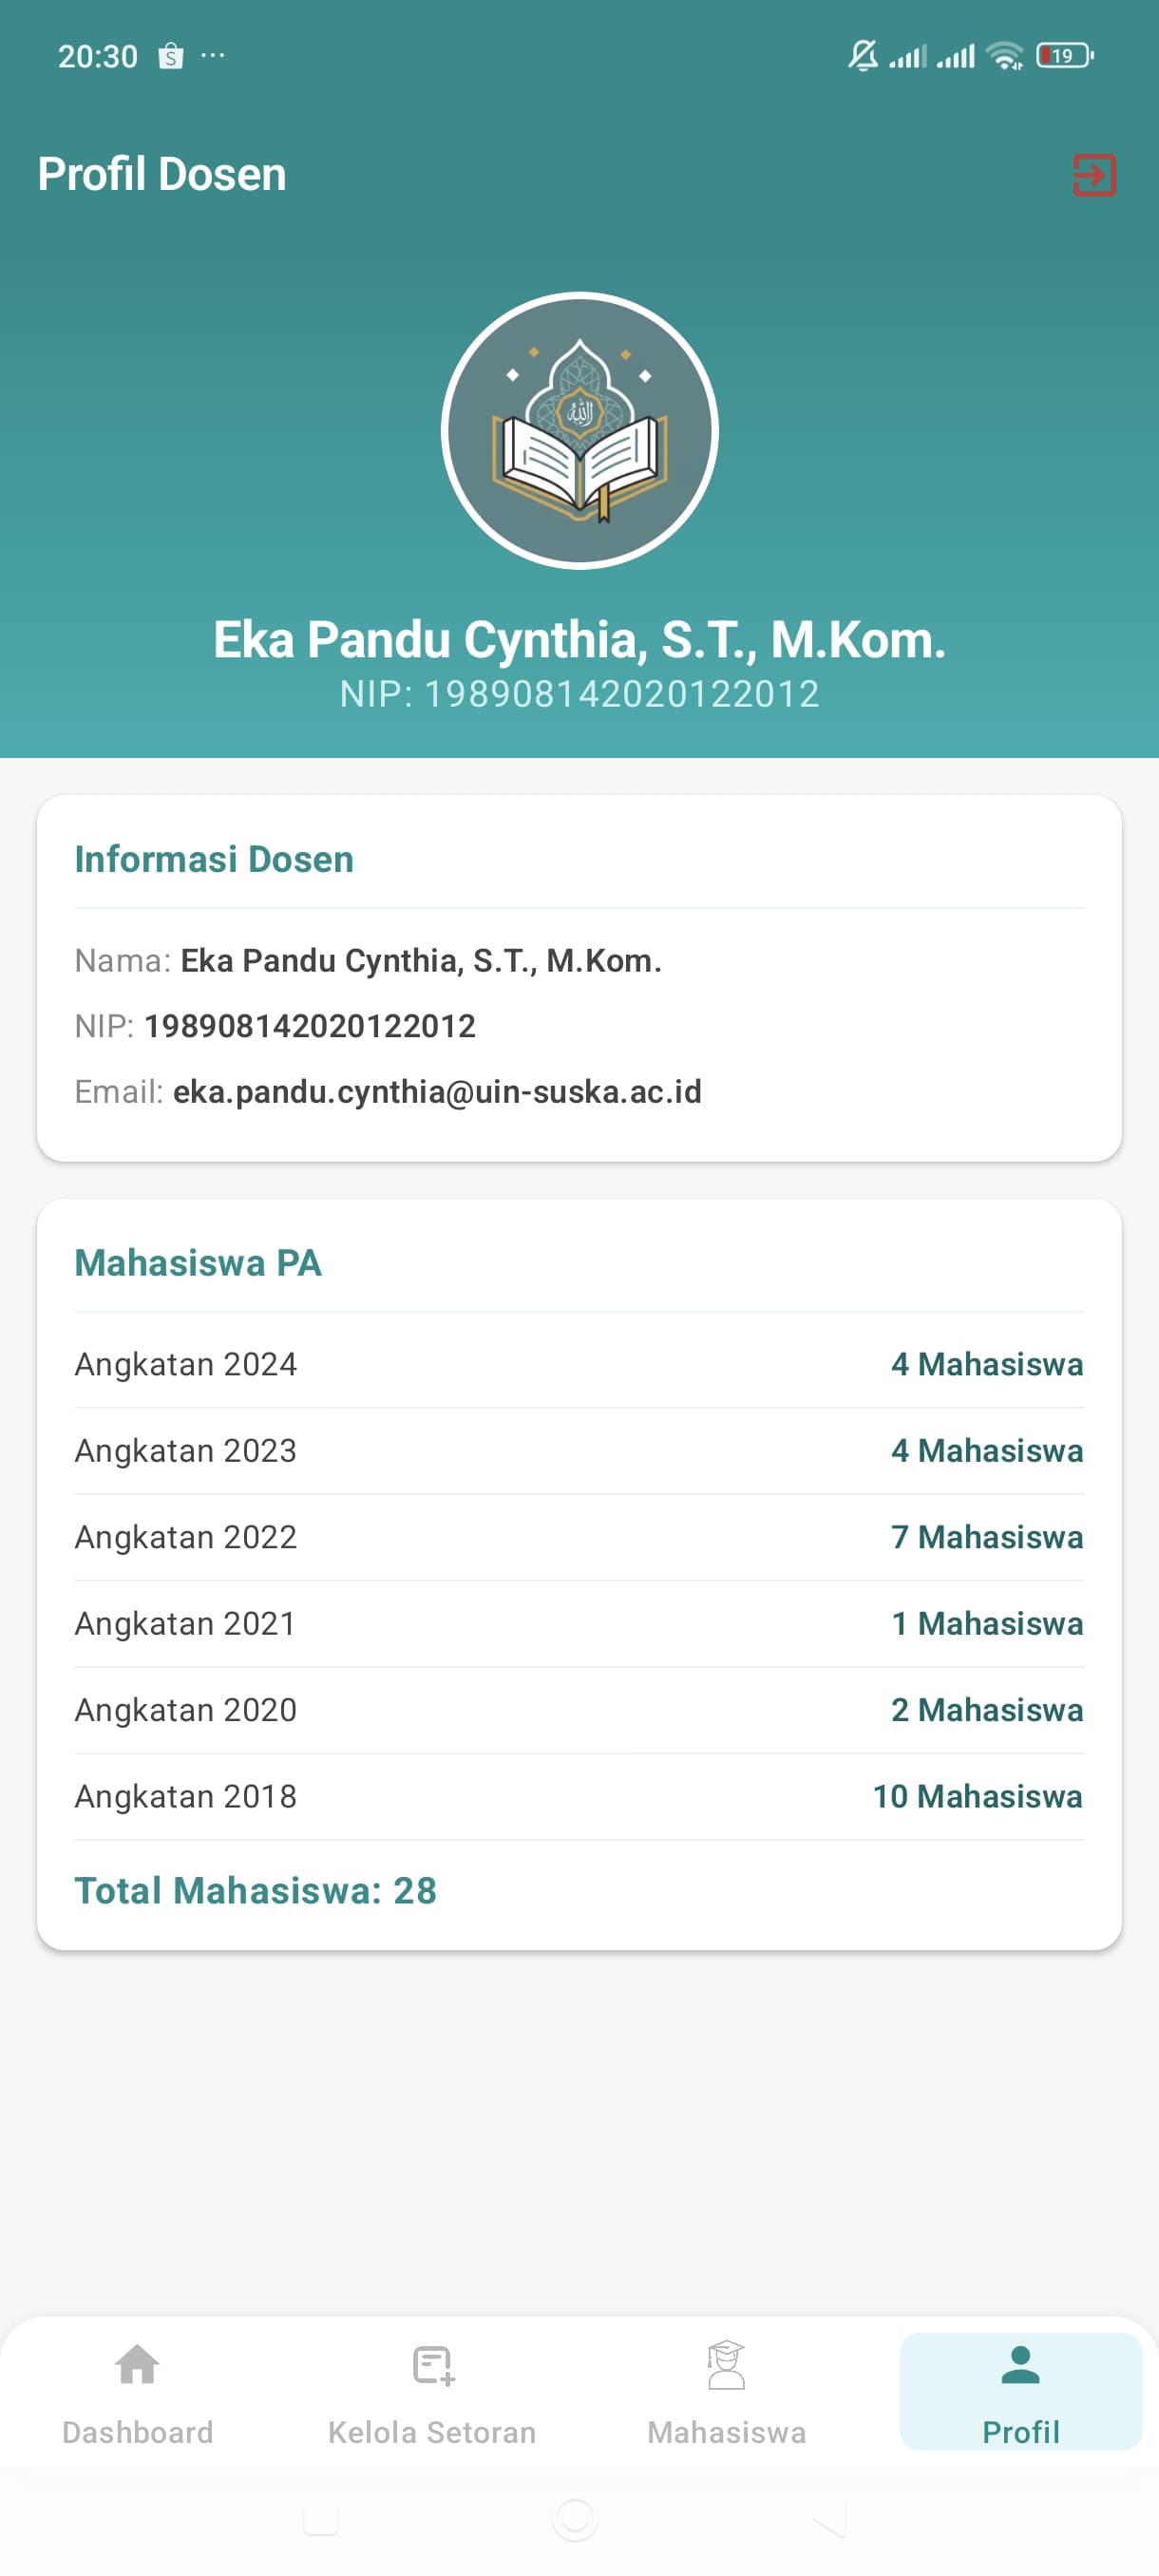 20:30
19
Profil Dosen
الله
Eka Pandu Cynthia, S.T., M.Kom.
NIP: 198908142020122012
Informasi Dosen
Nama: Eka Pandu Cynthia, S.T., M.Kom.
NIP: 198908142020122012
Email: eka.pandu.cynthia@uin-suska.ac.id
Mahasiswa PA
Angkatan 2024 4 Mahasiswa
Angkatan 2023 4 Mahasiswa
Angkatan 2022 7 Mahasiswa
Angkatan 2021 1 Mahasiswa
Angkatan 2020 2 Mahasiswa
Angkatan 2018 10 Mahasiswa
Total Mahasiswa: 28
Dashboard
Kelola Setoran
Mahasiswa
Profil